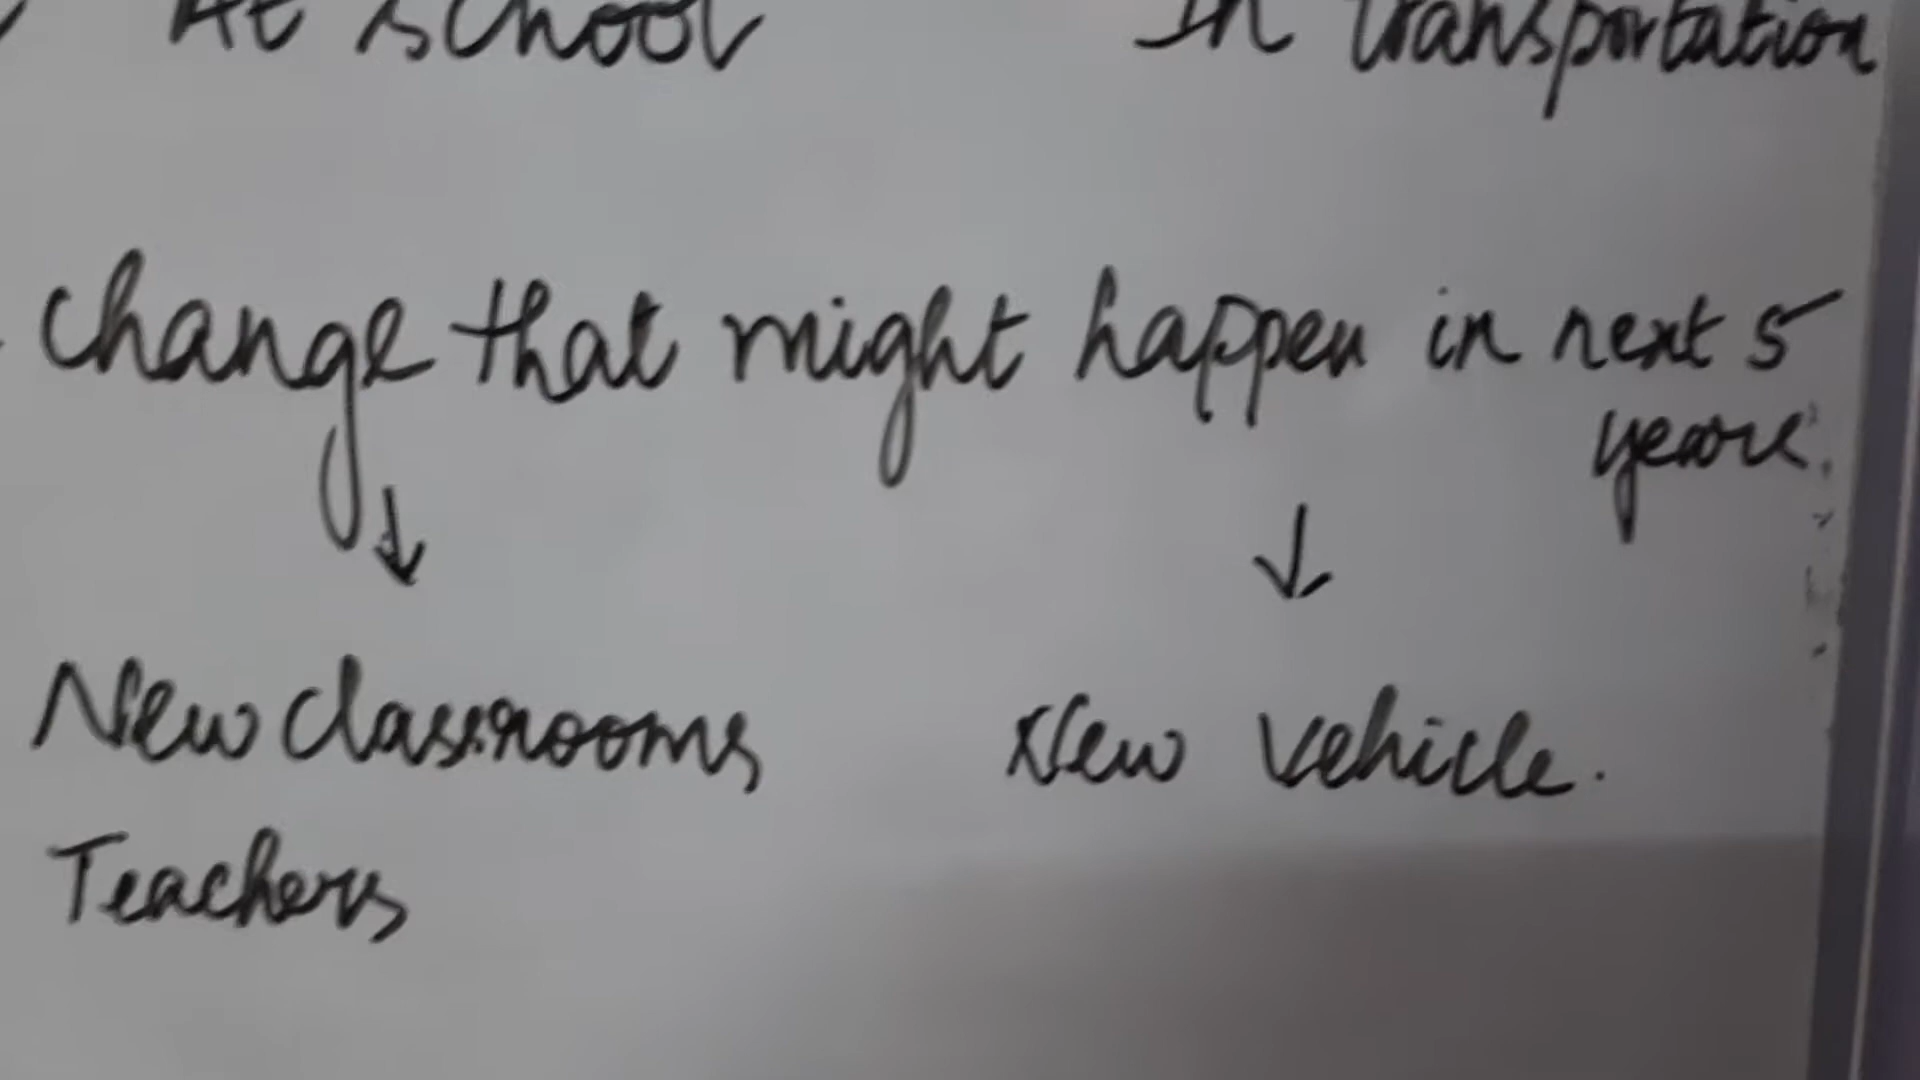 At school In transportation
change that might happen in next 5
years.
New classrooms New vehicle.
Teachers